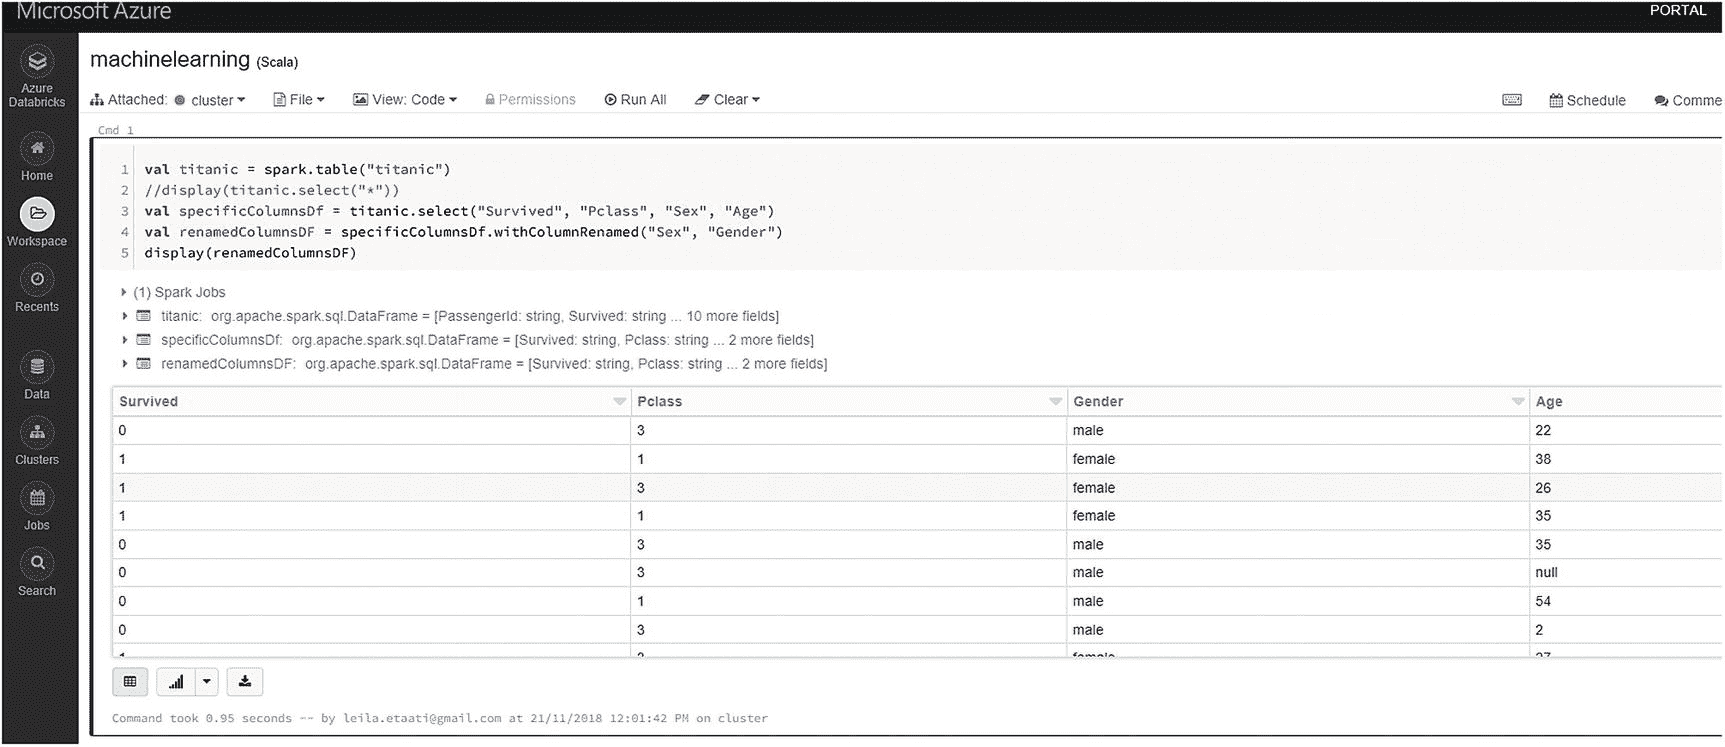 Microsoft Azure
PORTAL
Azure
Databricks
Home
Workspace
Recents
Data
Clusters
Jobs
Search
machinelearning (Scala)
Attached: cluster File View: Code Permissions Run All Clear Schedule Comme
Cmd 1
1 val titanic = spark.table("titanic")
2 //display(titanic.select("*"))
3 val specificColumnsDf = titanic.select("Survived", "Pclass", "Sex", "Age")
4 val renamedColumnsDF = specificColumnsDf.withColumnRenamed("Sex", "Gender")
5 display(renamedColumnsDF)
(1) Spark Jobs
titanic: org.apache.spark.sql.DataFrame = [PassengerId: string, Survived: string ... 10 more fields]
specificColumnsDf: org.apache.spark.sql.DataFrame = [Survived: string, Pclass: string ... 2 more fields]
renamedColumnsDF: org.apache.spark.sql.DataFrame = [Survived: string, Pclass: string ... 2 more fields]
Survived Pclass Gender Age
0 3 male 22
1 1 female 38
1 3 female 26
1 1 female 35
0 3 male 35
0 3 male null
0 1 male 54
0 3 male 2
1 3 female 27
Command took 0.95 seconds -- by leila.etaati@gmail.com at 21/11/2018 12:01:42 PM on cluster